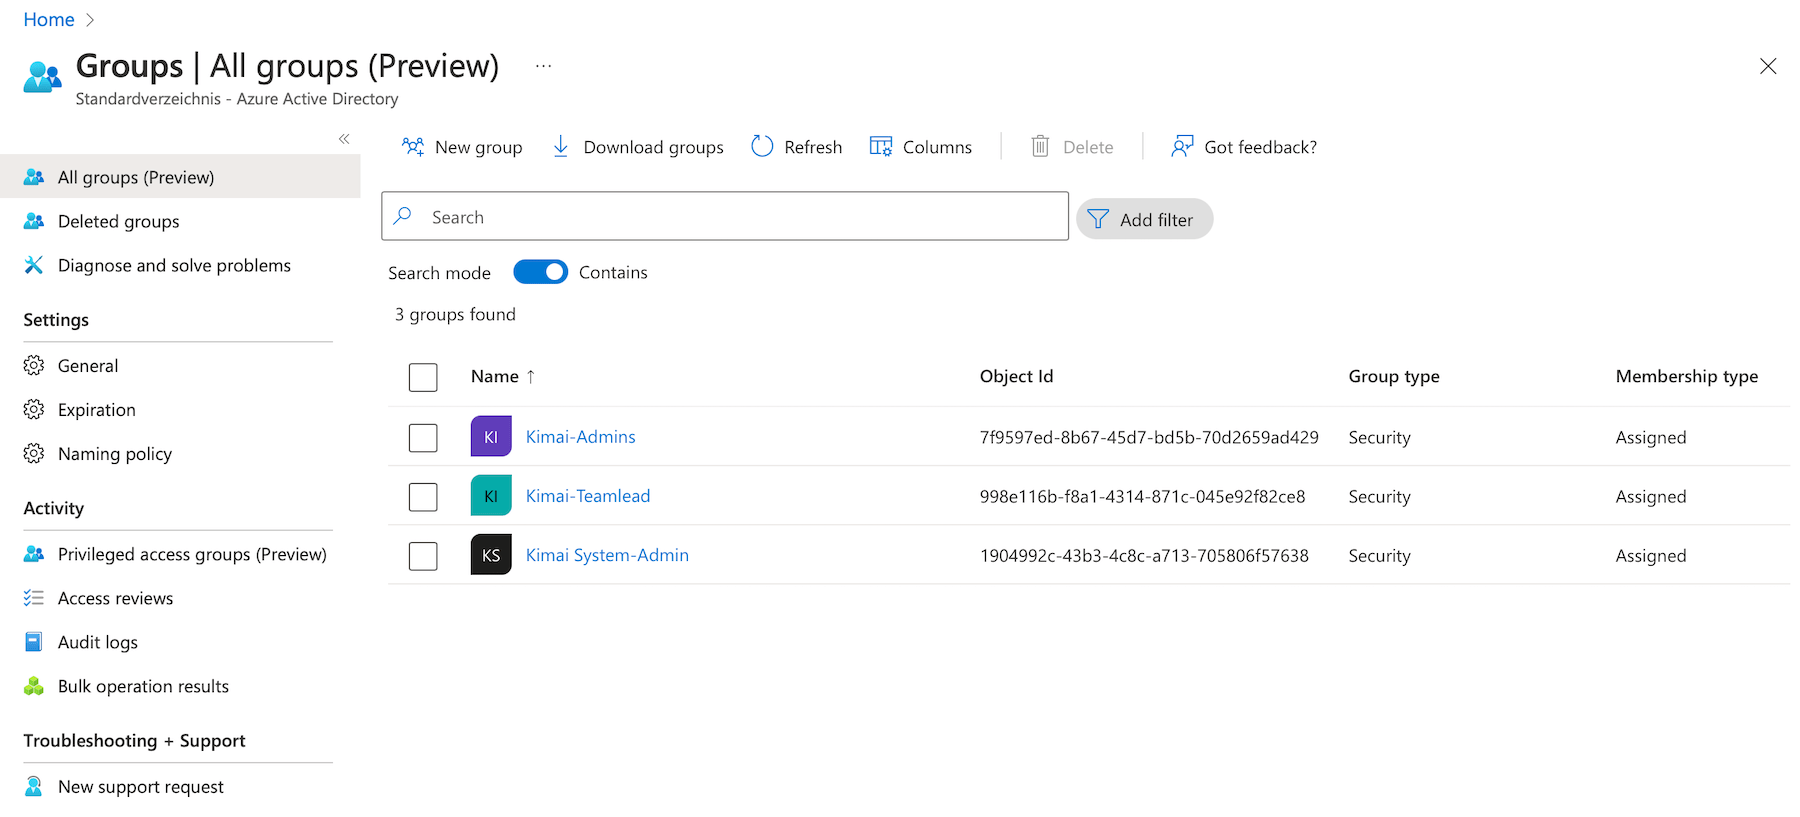 Home
Groups | All groups (Preview)
...
Standardverzeichnis - Azure Active Directory
All groups (Preview)
Deleted groups
Diagnose and solve problems
Settings
General
Expiration
Naming policy
Activity
Privileged access groups (Preview)
Access reviews
Audit logs
Bulk operation results
Troubleshooting + Support
New support request
New group Download groups Refresh Columns Delete Got feedback?
Search Add filter
Search mode Contains
3 groups found
Name ↑ Object Id Group type Membership type
KI Kimai-Admins 7f9597ed-8b67-45d7-bd5b-70d2659ad429 Security Assigned
KI Kimai-Teamlead 998e116b-f8a1-4314-871c-045e92f82ce8 Security Assigned
KS Kimai System-Admin 1904992c-43b3-4c8c-a713-705806f57638 Security Assigned